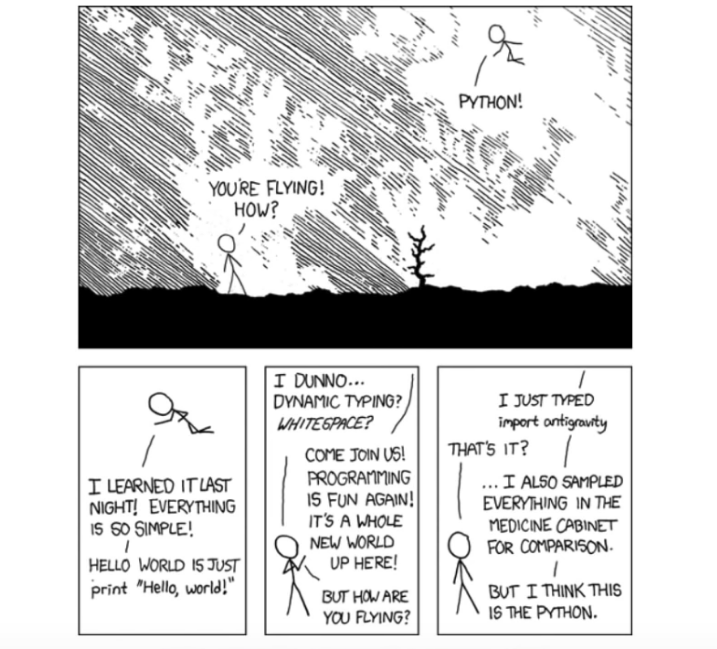 YOU'RE FLYING!
HOW?
PYTHON!
I LEARNED IT LAST
NIGHT! EVERYTHING
IS SO SIMPLE!
HELLO WORLD IS JUST
print "Hello, world!"
I DUNNO...
DYNAMIC TYPING?
WHITESPACE?
COME JOIN US!
PROGRAMMING
IS FUN AGAIN!
IT'S A WHOLE
NEW WORLD
UP HERE!
BUT HOW ARE
YOU FLYING?
I JUST TYPED
import antigravity
THAT'S IT?
... I ALSO SAMPLED
EVERYTHING IN THE
MEDICINE CABINET
FOR COMPARISON.
BUT I THINK THIS
IS THE PYTHON.